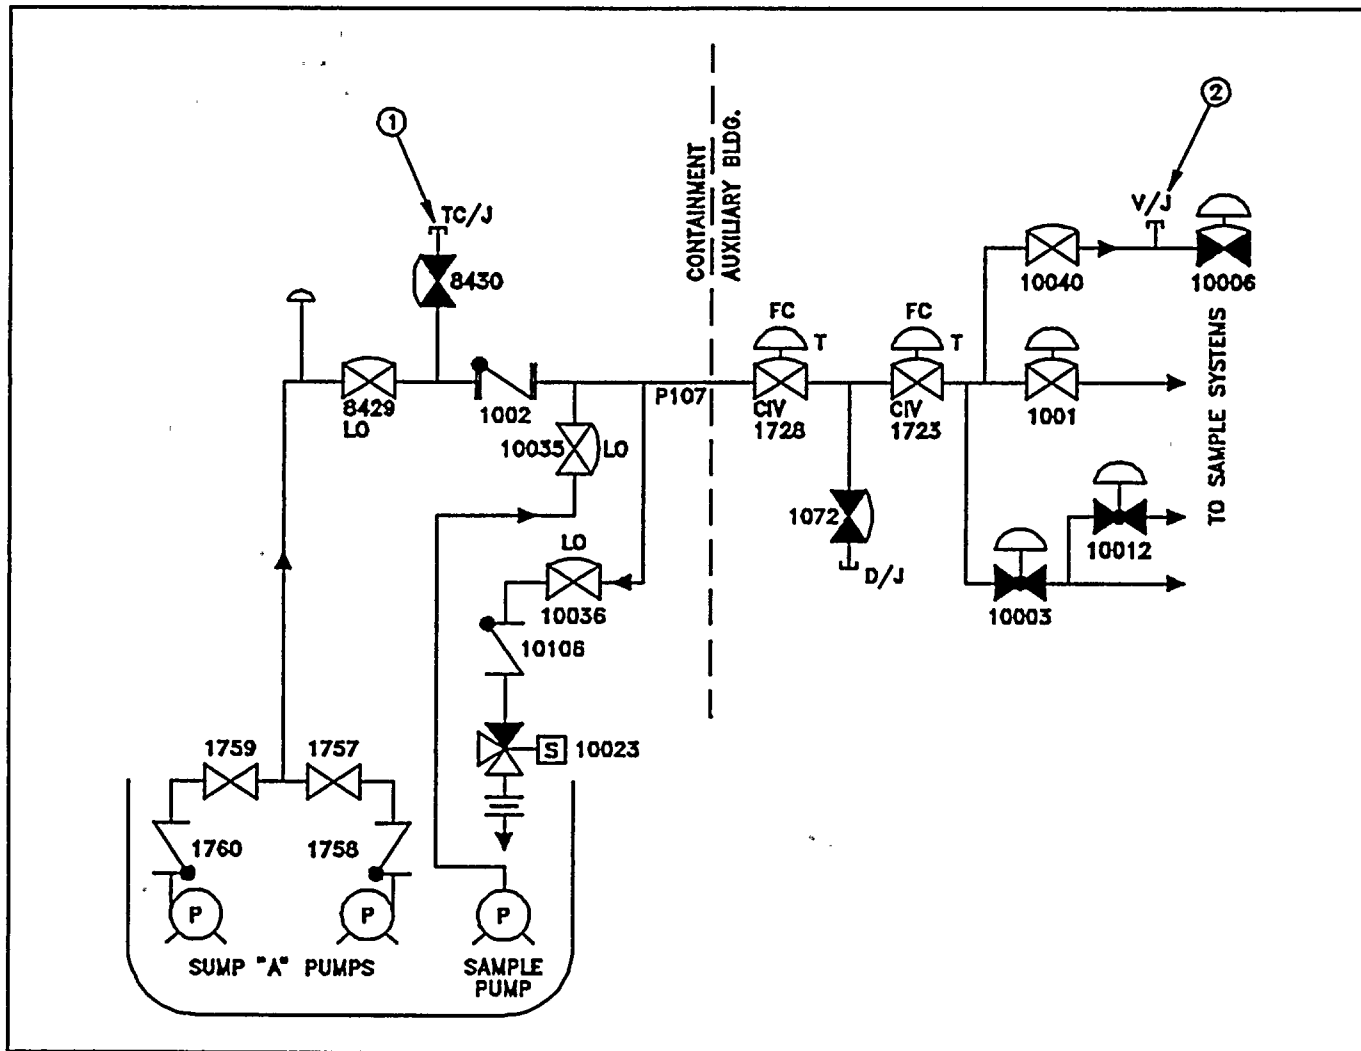 1
2
TC/J
V/J
CONTAINMENT
AUXILIARY BLDG.
8430
10040
10006
FC
T
FC
T
8429
LO
1002
P107
CIV
1728
CIV
1723
1001
10035
LO
TO SAMPLE SYSTENS
1072
10012
LO
D/J
10036
10003
10108
1759
1757
S
10023
1760
1758
P
P
P
SUMP "A" PUMPS
SAMPLE
PUMP